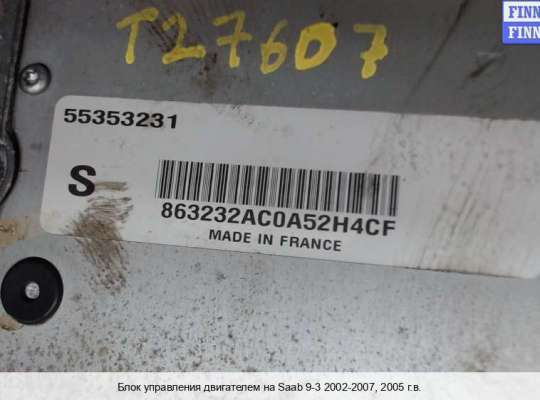 T27607
FINN
FINN
55353231
S
863232AC0A52H4CF
MADE IN FRANCE
Блок управления двигателем на Saab 9-3 2002-2007, 2005 г.в.